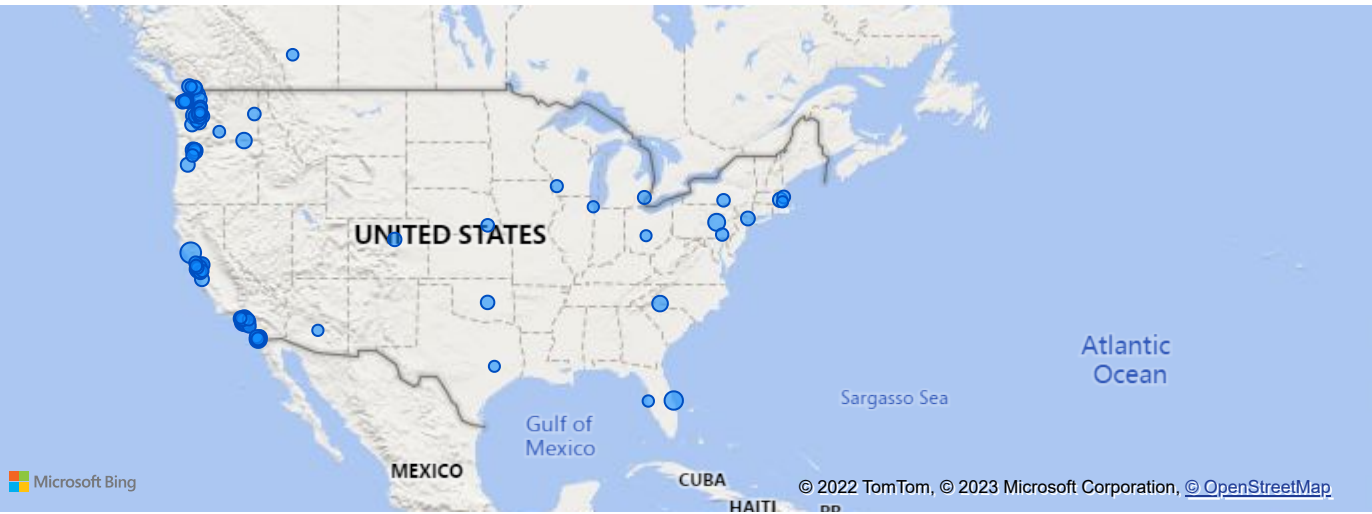 UNITED STATES
Atlantic
Ocean
Sargasso Sea
Gulf of
Mexico
MEXICO
CUBA
Microsoft Bing
© 2022 TomTom, © 2023 Microsoft Corporation, © OpenStreetMap
HAITI
PR